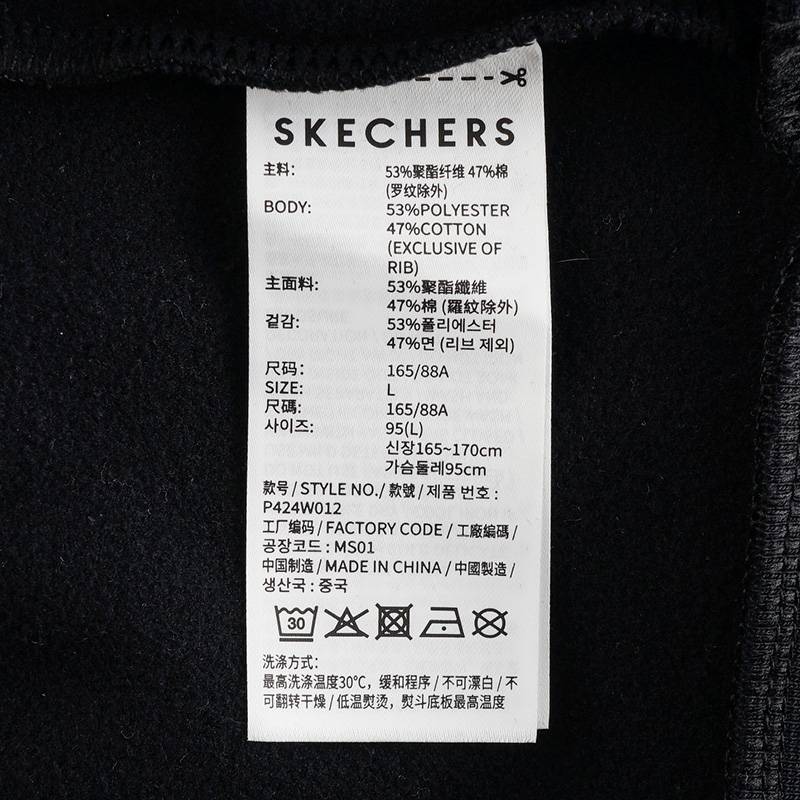 SKECHERS
主料: 53%聚酯纤维 47%棉
(罗纹除外)
BODY: 53%POLYESTER
47%COTTON
(EXCLUSIVE OF
RIB)
主面料: 53%聚酯纖維
47%棉 (羅紋除外)
겉감: 53%폴리에스터
47%면 (리브 제외)
尺码: 165/88A
SIZE: L
尺碼: 165/88A
사이즈: 95(L)
신장165~170cm
가슴둘레95cm
款号 / STYLE NO./ 款號 / 제품 번호 :
P424W012
工厂编码 / FACTORY CODE / 工廠編碼 /
공장코드 : MS01
中国制造 / MADE IN CHINA / 中國製造 /
생산국 : 중국
30
洗涤方式:
最高洗涤温度30℃，缓和程序 / 不可漂白 / 不
可翻转干燥 / 低温熨烫，熨斗底板最高温度